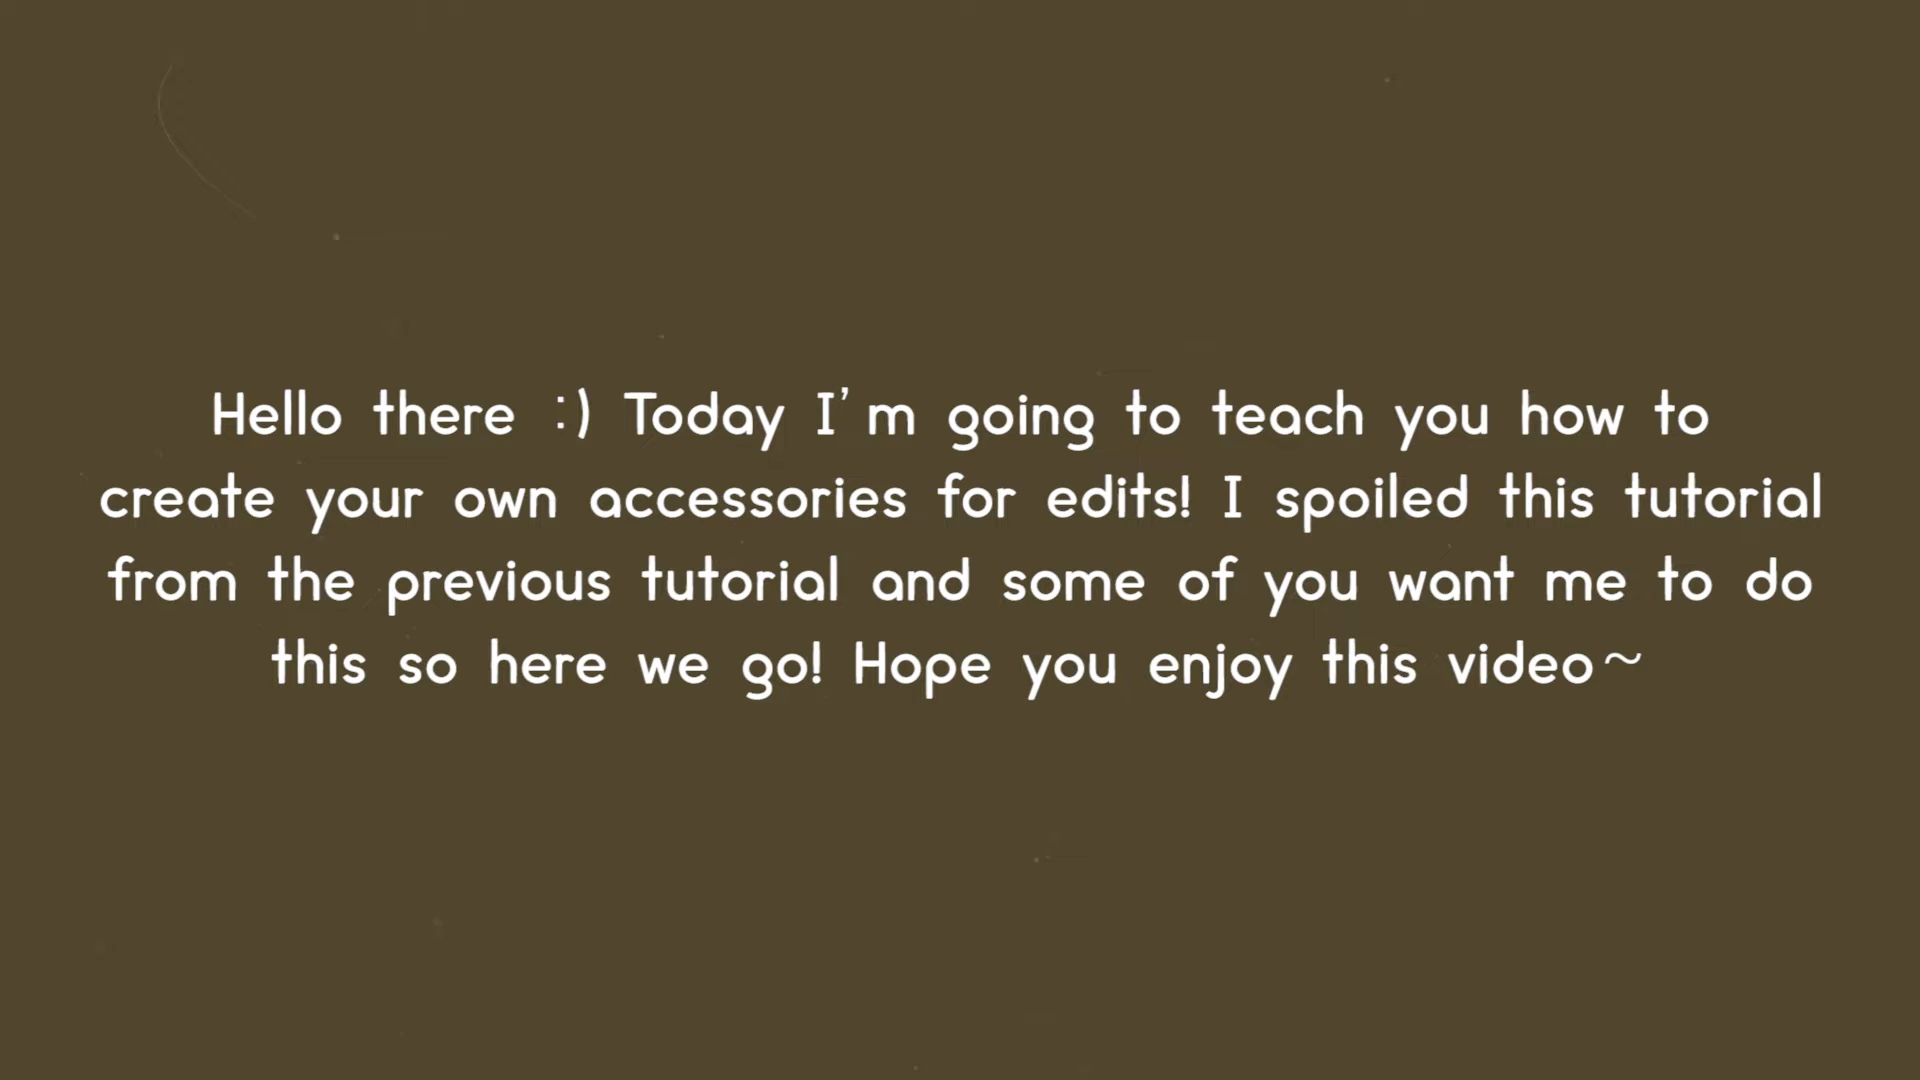 Hello there :) Today I'm going to teach you how to
create your own accessories for edits! I spoiled this tutorial
from the previous tutorial and some of you want me to do
this so here we go! Hope you enjoy this video~